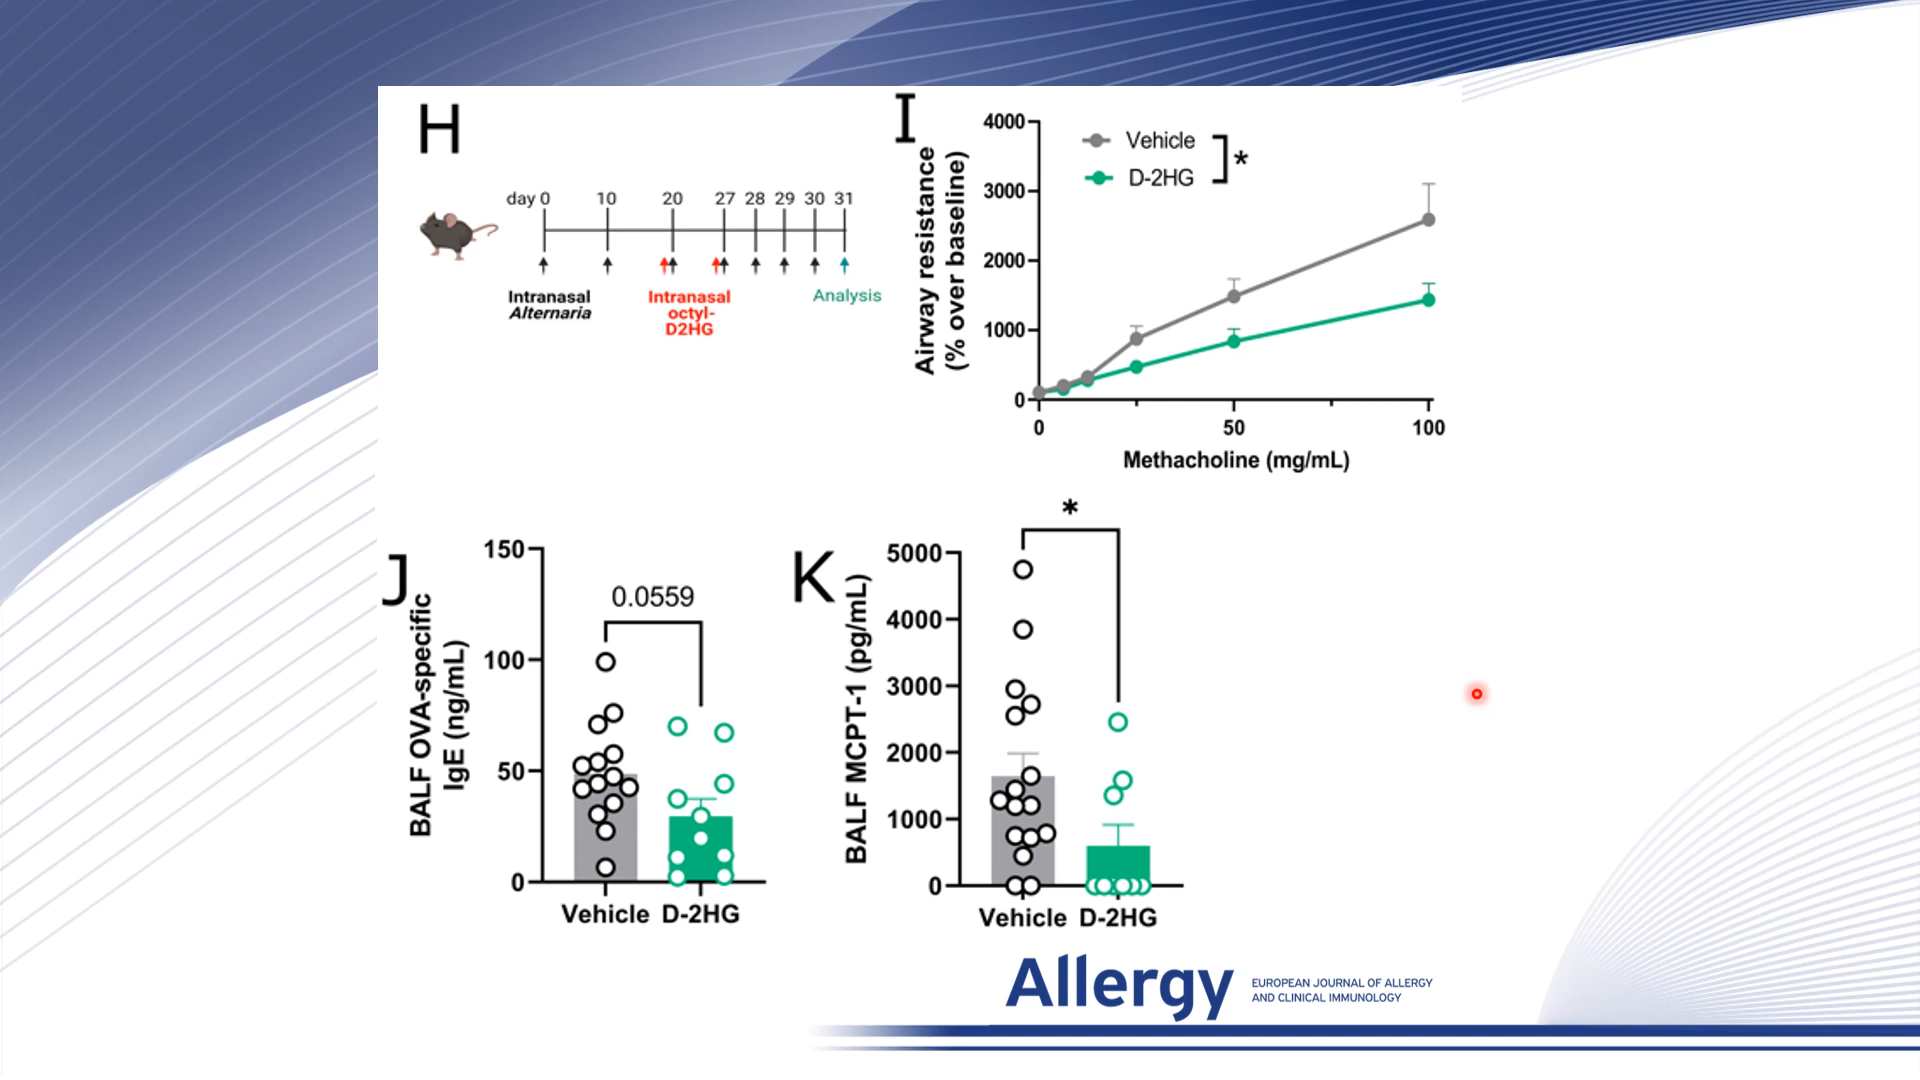 H
day 0 10 20 27 28 29 30 31
Intranasal
Alternaria
Intranasal
octyl-
D2HG
Analysis
I
Airway resistance
(% over baseline)
4000
3000
2000
1000
0
Vehicle
D-2HG
*
0 50 100
Methacholine (mg/mL)
J
BALF OVA-specific
IgE (ng/mL)
150
100
50
0
0.0559
Vehicle D-2HG
K
BALF MCPT-1 (pg/mL)
5000
4000
3000
2000
1000
0
*
Vehicle D-2HG
Allergy
EUROPEAN JOURNAL OF ALLERGY
AND CLINICAL IMMUNOLOGY